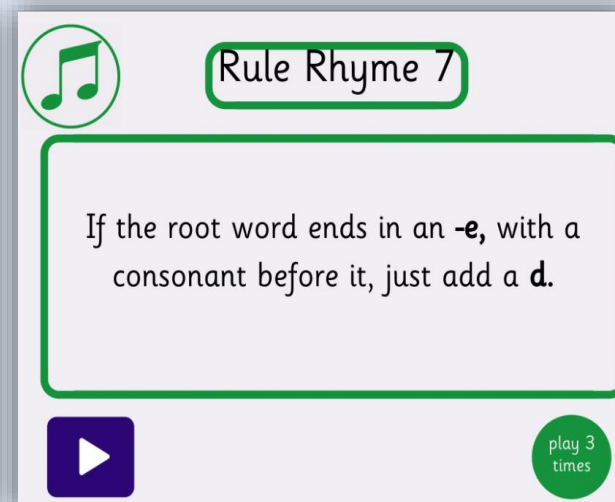 Rule Rhyme 7
If the root word ends in an -e, with a
consonant before it, just add a d.
play 3
times